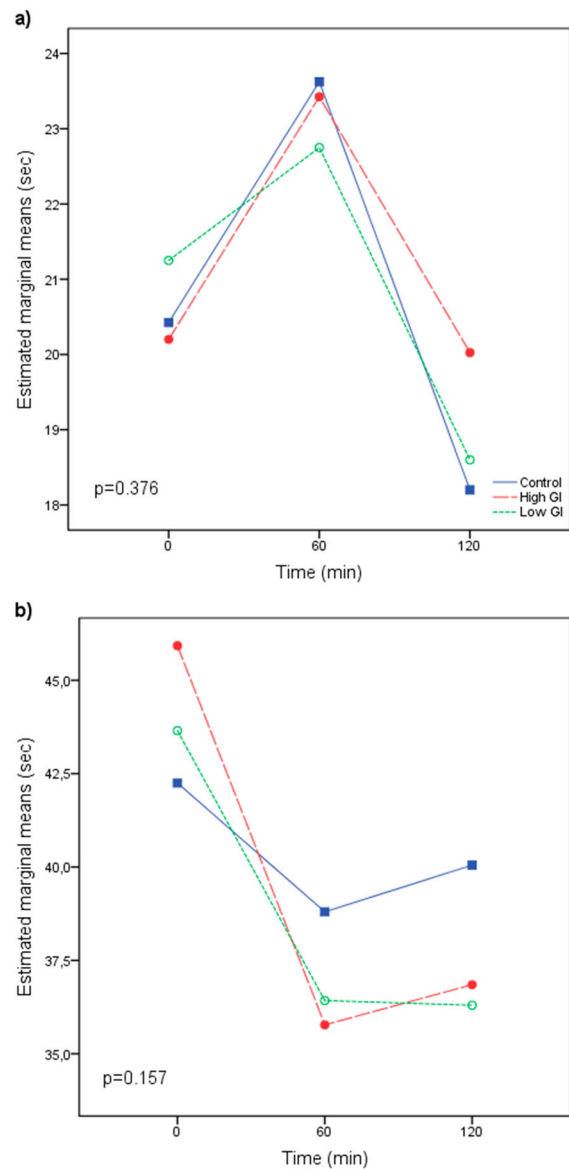 a)
Estimated marginal means (sec)
24
23
22
21
20
19
18
p=0.376
Control
High GI
Low GI
0 60 120
Time (min)
b)
Estimated marginal means (sec)
45,0
42,5
40,0
37,5
35,0
p=0.157
0 60 120
Time (min)